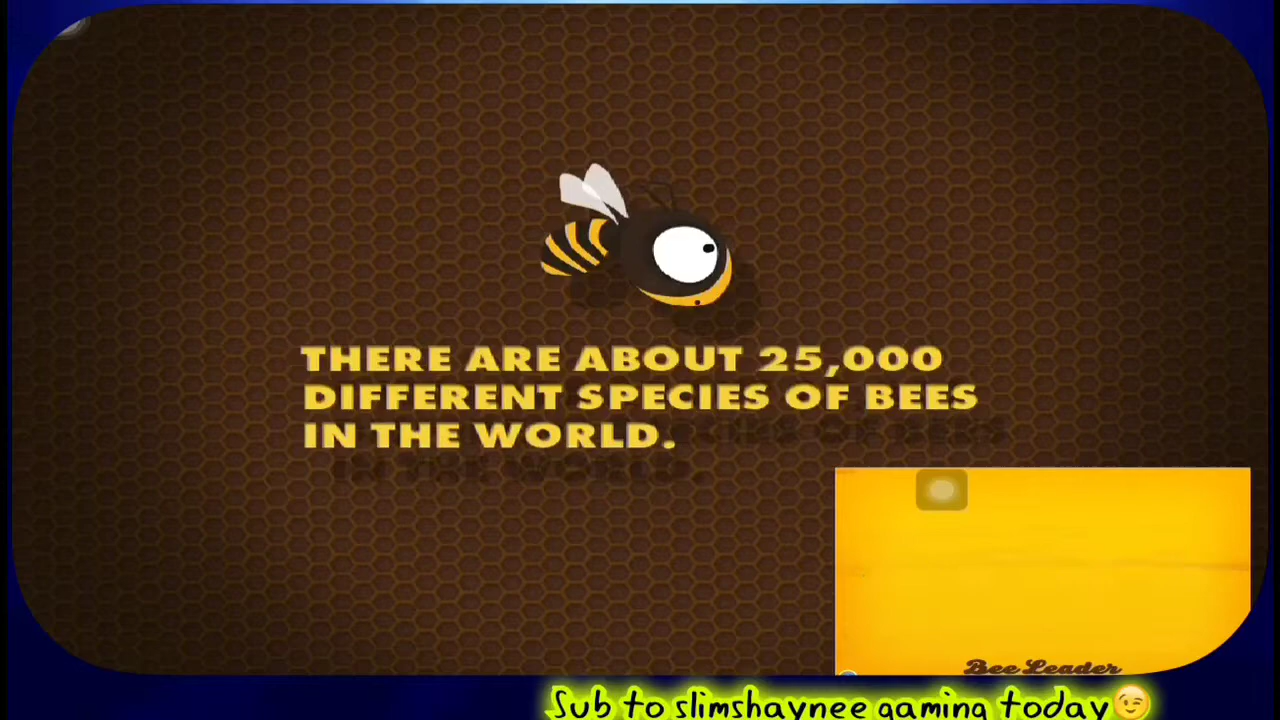 THERE ARE ABOUT 25,000
DIFFERENT SPECIES OF BEES
IN THE WORLD.
Bee Leader
Sub to slimshaynee gaming today😉